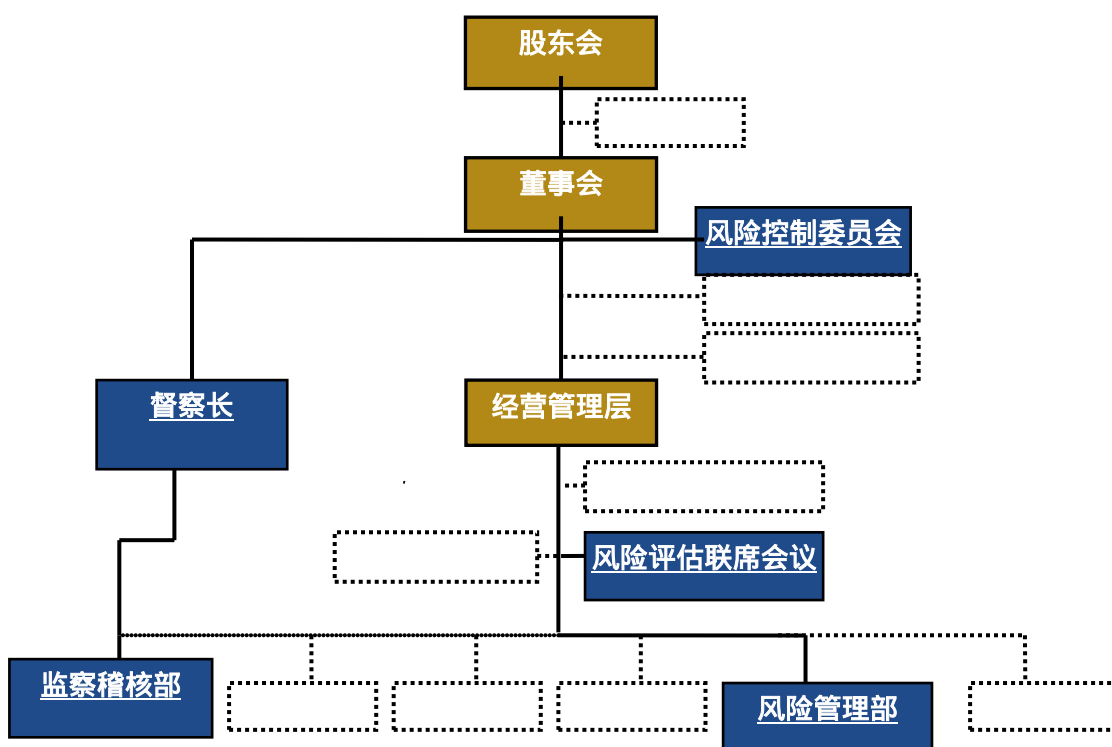 股东会
董事会
风险控制委员会
督察长
经营管理层
风险评估联席会议
监察稽核部
风险管理部